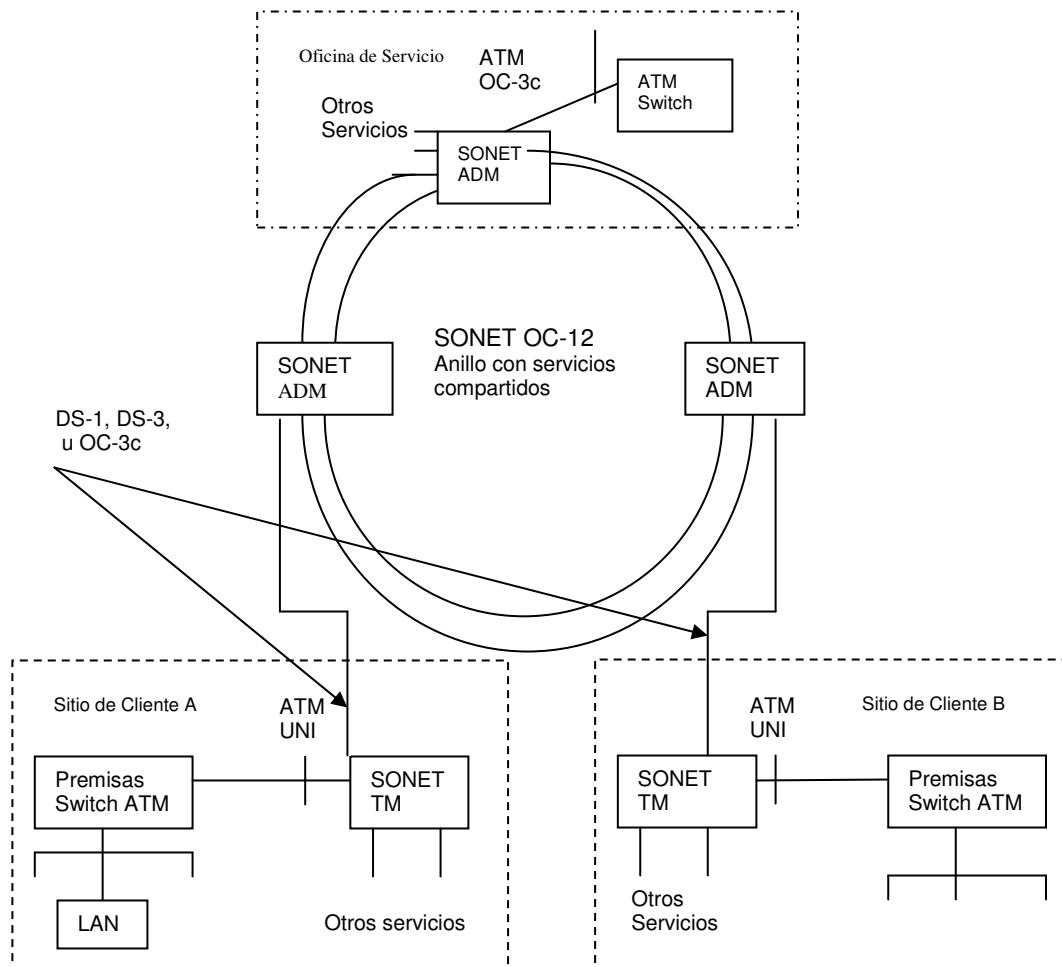 Oficina de Servicio
ATM
OC-3c
ATM
Switch
Otros
Servicios
SONET
ADM
SONET OC-12
Anillo con servicios
compartidos
SONET
ADM
SONET
ADM
DS-1, DS-3,
u OC-3c
Sitio de Cliente A
ATM
UNI
Premisas
Switch ATM
SONET
TM
LAN
Otros servicios
ATM
UNI
Sitio de Cliente B
SONET
TM
Premisas
Switch ATM
Otros
Servicios